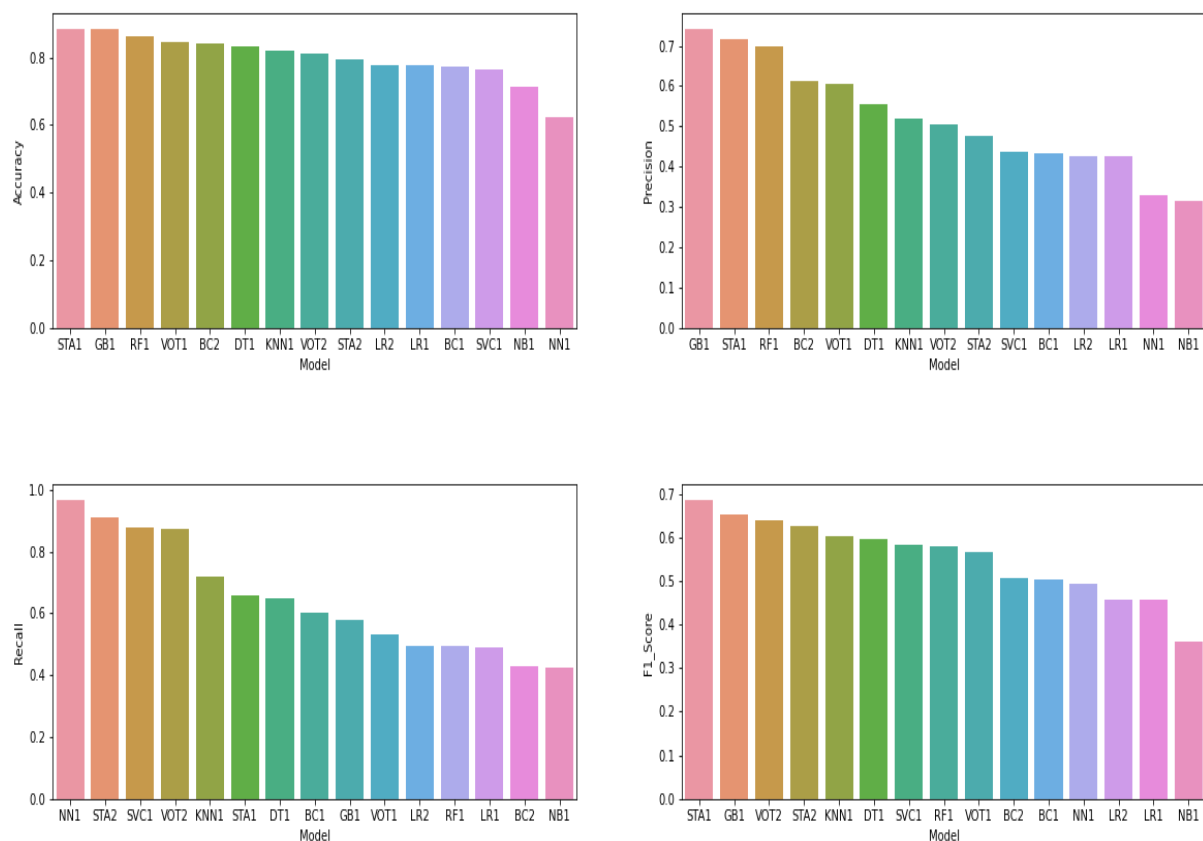 Accuracy
0.8
0.6
0.4
0.2
0.0
STA1 GB1 RF1 VOT1 BC2 DT1 KNN1 VOT2 STA2 LR2 LR1 BC1 SVC1 NB1 NN1
Model
Precision
0.7
0.6
0.5
0.4
0.3
0.2
0.1
0.0
GB1 STA1 RF1 BC2 VOT1 DT1 KNN1 VOT2 STA2 SVC1 BC1 LR2 LR1 NN1 NB1
Model
Recall
1.0
0.8
0.6
0.4
0.2
0.0
NN1 STA2 SVC1 VOT2 KNN1 STA1 DT1 BC1 GB1 VOT1 LR2 RF1 LR1 BC2 NB1
Model
F1_Score
0.7
0.6
0.5
0.4
0.3
0.2
0.1
0.0
STA1 GB1 VOT2 STA2 KNN1 DT1 SVC1 RF1 VOT1 BC2 BC1 NN1 LR2 LR1 NB1
Model